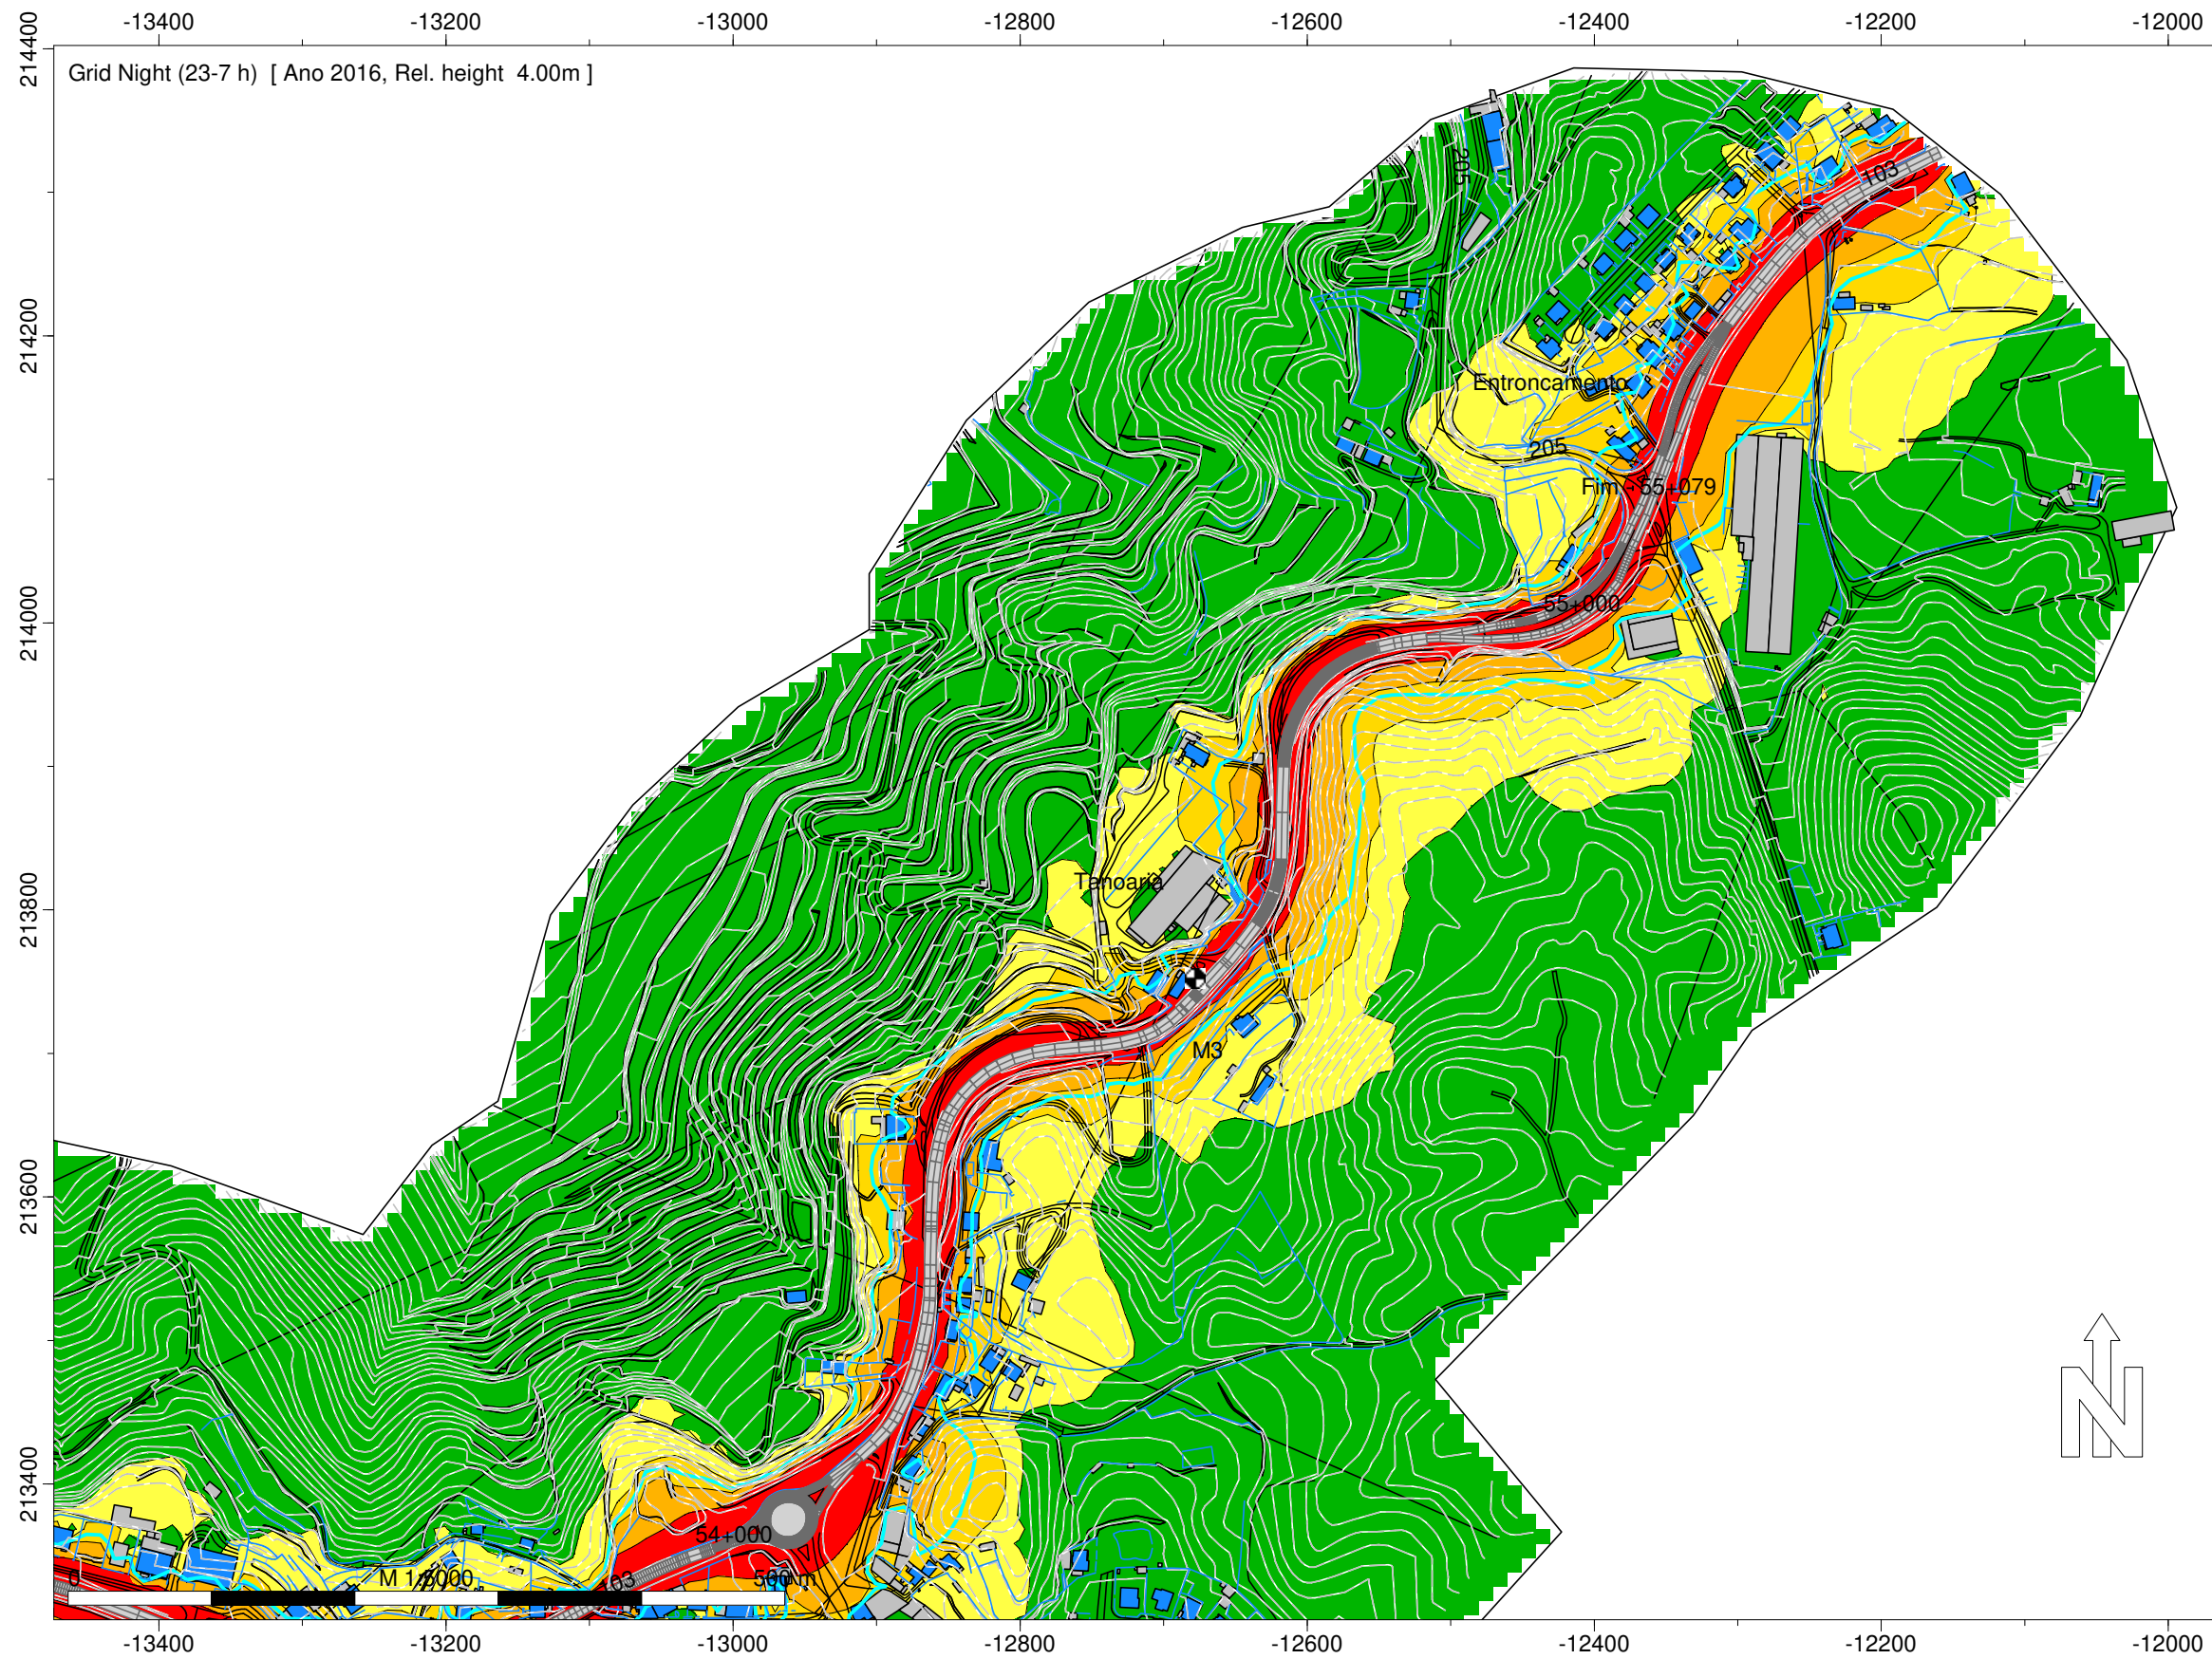 -13400 -13200 -13000 -12800 -12600 -12400 -12200 -12000
214400
Grid Night (23-7 h) [ Ano 2016, Rel. height 4.00m ]
205
103
214200
Entroncamento
205
Fim - 55+079
214000
55+000
213800
Tanoaria
M3
213600
213400
54+000
0 M 1:5000 500 m
N
-13400 -13200 -13000 -12800 -12600 -12400 -12200 -12000